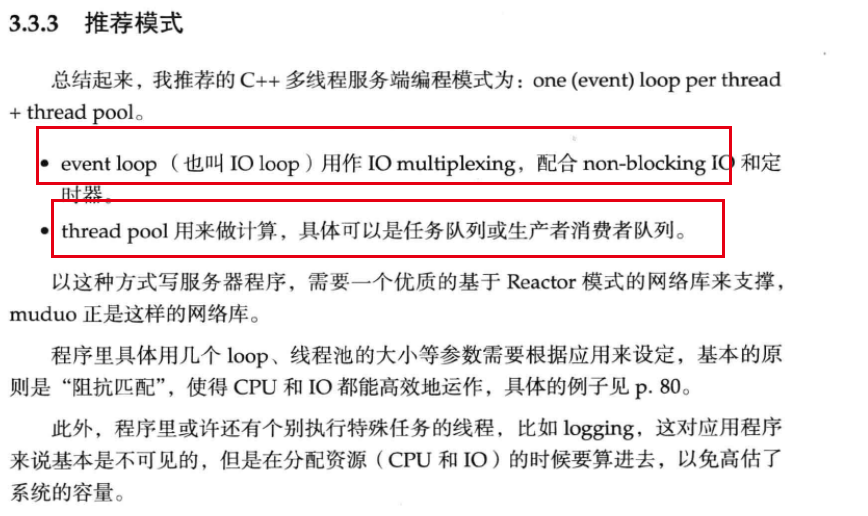 3.3.3 推荐模式
总结起来，我推荐的 C++ 多线程服务端编程模式为：one (event) loop per thread
+ thread pool。
• event loop（也叫 IO loop）用作 IO multiplexing，配合 non-blocking IO 和定
时器。
• thread pool 用来做计算，具体可以是任务队列或生产者消费者队列。
以这种方式写服务器程序，需要一个优质的基于 Reactor 模式的网络库来支撑，
muduo 正是这样的网络库。
程序里具体用几个 loop、线程池的大小等参数需要根据应用来设定，基本的原
则是“阻抗匹配”，使得 CPU 和 IO 都能高效地运作，具体的例子见 p. 80。
此外，程序里或许还有个别执行特殊任务的线程，比如 logging，这对应用程序
来说基本是不可见的，但是在分配资源（CPU 和 IO）的时候要算进去，以免高估了
系统的容量。